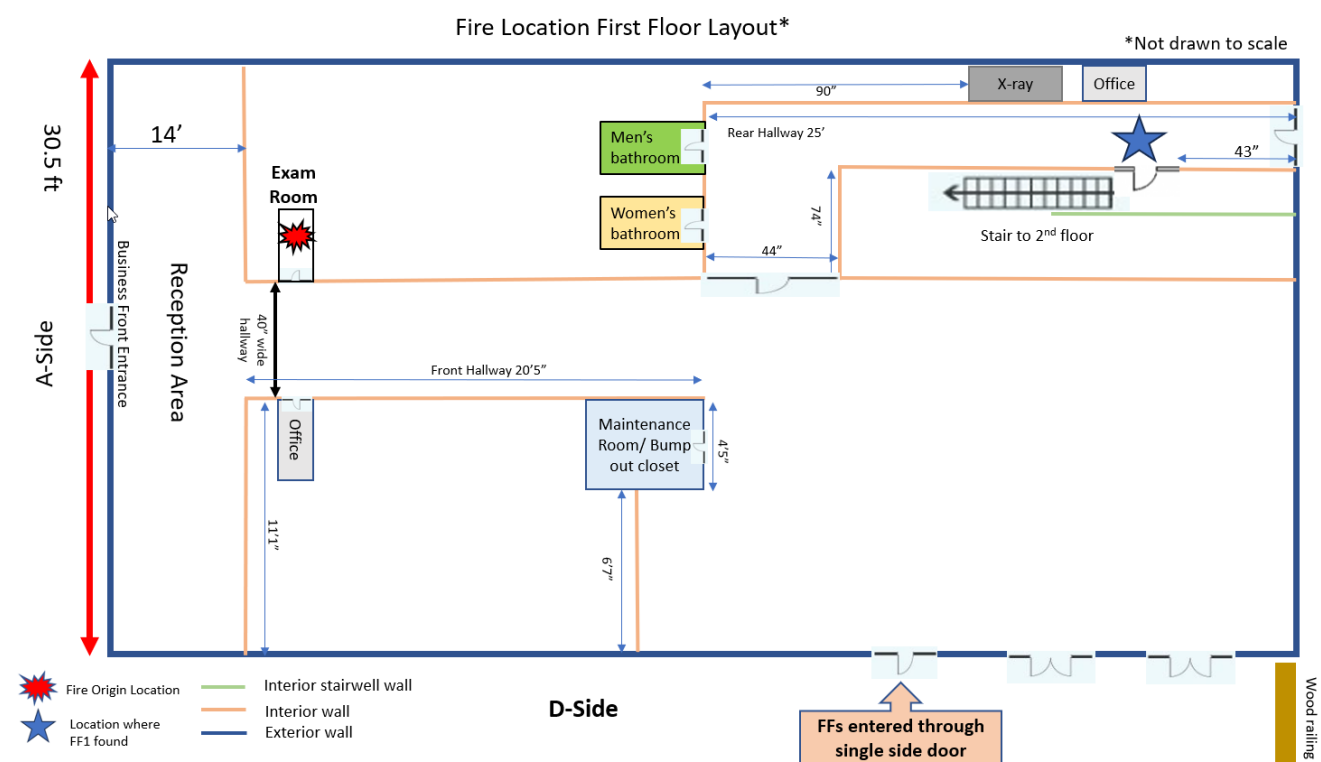 Fire Location First Floor Layout*
*Not drawn to scale
30.5 ft
A-Side
14’
Business Front Entrance
Reception Area
Exam
Room
40” wide
hallway
Front Hallway 20’5”
Office
11’1”
Maintenance
Room/ Bump
out closet
4’5”
6’7”
Men’s
bathroom
Women’s
bathroom
90”
X-ray
Office
Rear Hallway 25’
43”
74”
44”
Stair to 2nd floor
Fire Origin Location
Location where
FF1 found
Interior stairwell wall
Interior wall
Exterior wall
D-Side
FFs entered through
single side door
Wood railing